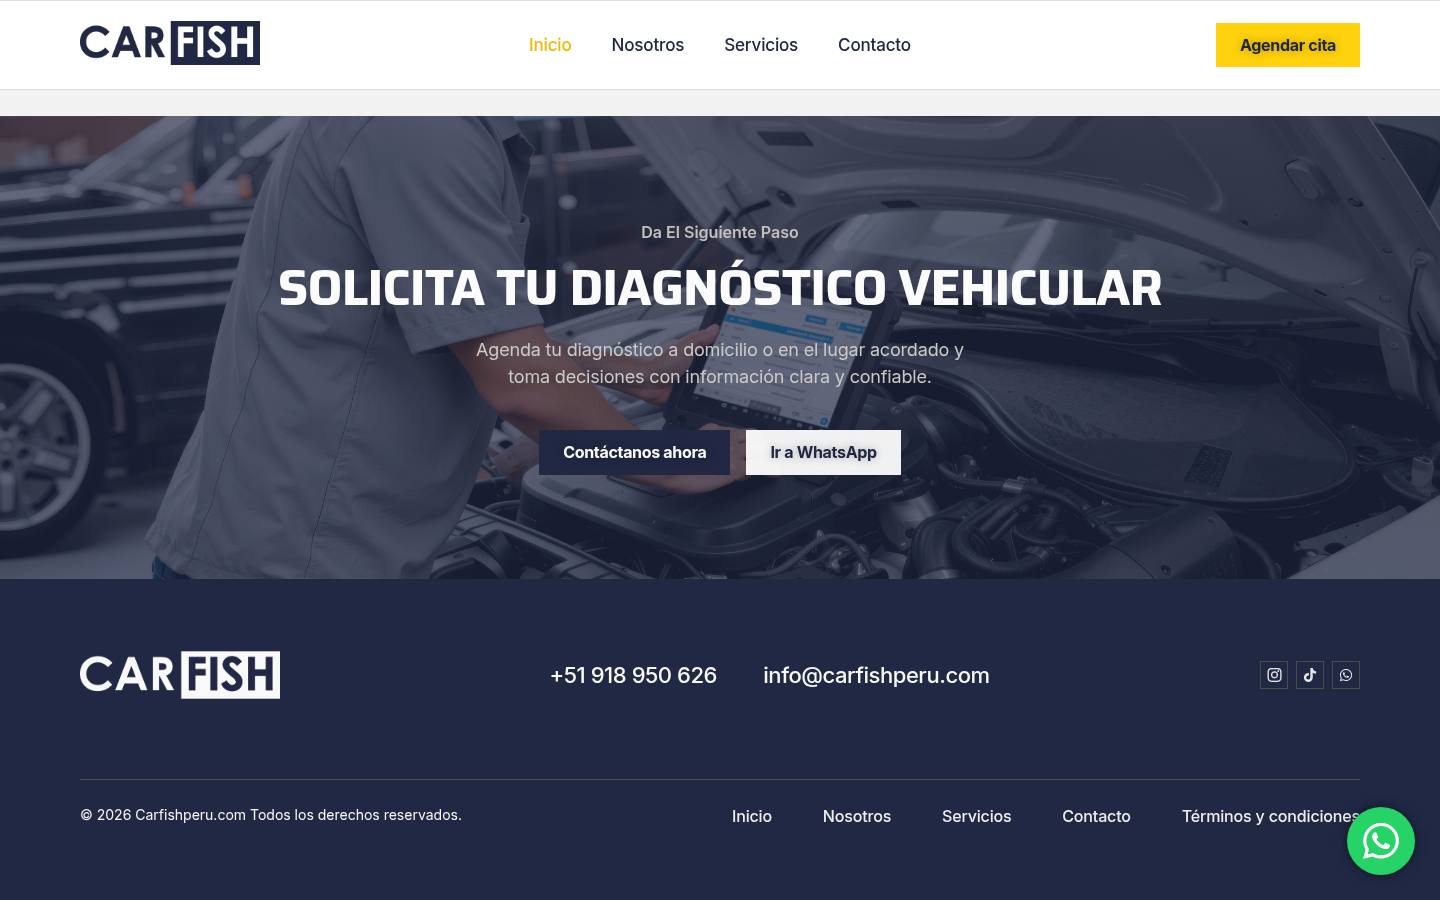 CARFISH
Inicio
Nosotros
Servicios
Contacto
Agendar cita
Da El Siguiente Paso
SOLICITA TU DIAGNÓSTICO VEHICULAR
Agenda tu diagnóstico a domicilio o en el lugar acordado y
toma decisiones con información clara y confiable.
Contáctanos ahora
Ir a WhatsApp
CARFISH
+51 918 950 626
info@carfishperu.com
© 2026 Carfishperu.com Todos los derechos reservados.
Inicio
Nosotros
Servicios
Contacto
Términos y condiciones